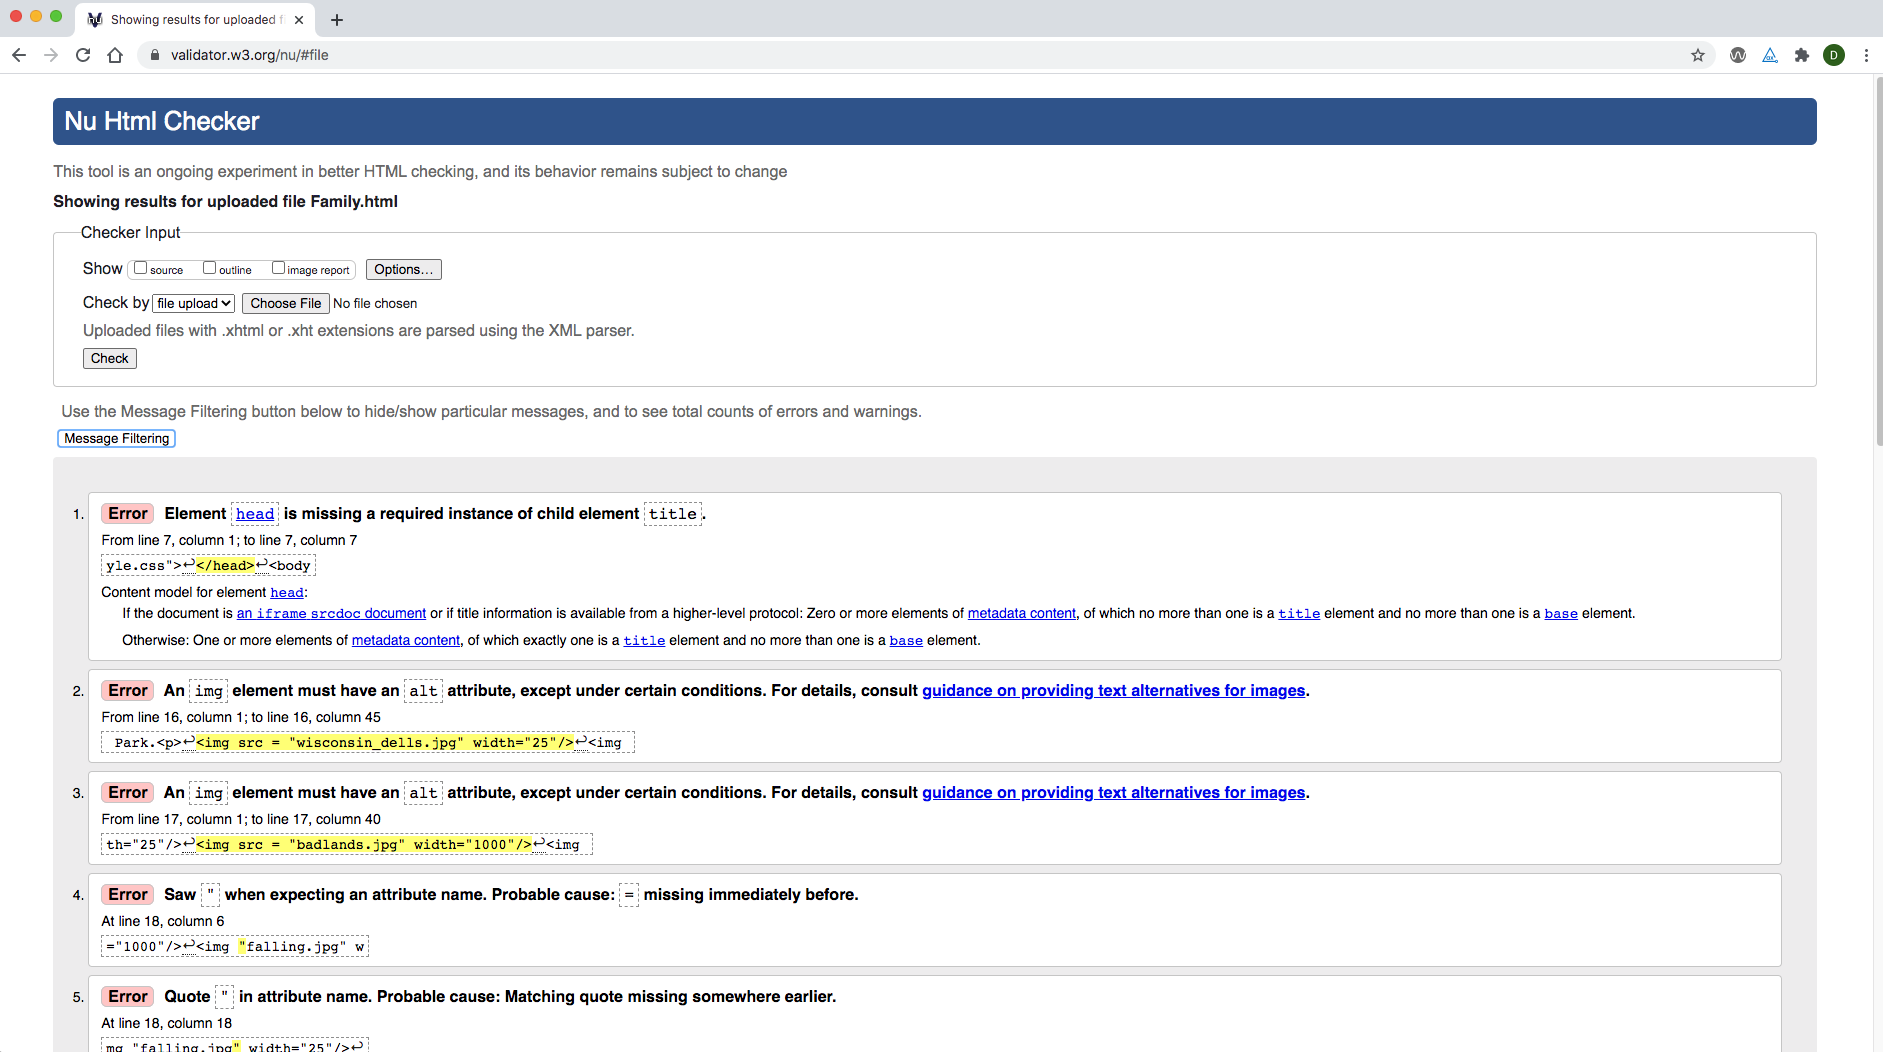 Showing results for uploaded f
validator.w3.org/nu/#file
D
Nu Html Checker
This tool is an ongoing experiment in better HTML checking, and its behavior remains subject to change
Showing results for uploaded file Family.html
Checker Input
Show source outline image report Options...
Check by file upload Choose File No file chosen
Uploaded files with .xhtml or .xht extensions are parsed using the XML parser.
Check
Use the Message Filtering button below to hide/show particular messages, and to see total counts of errors and warnings.
Message Filtering
1. Error Element head is missing a required instance of child element title.
From line 7, column 1; to line 7, column 7
yle.css">↩</head>↩<body
Content model for element head:
If the document is an iframe srcdoc document or if title information is available from a higher-level protocol: Zero or more elements of metadata content, of which no more than one is a title element and no more than one is a base element.
Otherwise: One or more elements of metadata content, of which exactly one is a title element and no more than one is a base element.
2. Error An img element must have an alt attribute, except under certain conditions. For details, consult guidance on providing text alternatives for images.
From line 16, column 1; to line 16, column 45
Park.<p>↩<img src = "wisconsin_dells.jpg" width="25"/>↩<img
3. Error An img element must have an alt attribute, except under certain conditions. For details, consult guidance on providing text alternatives for images.
From line 17, column 1; to line 17, column 40
th="25"/>↩<img src = "badlands.jpg" width="1000"/>↩<img
4. Error Saw " when expecting an attribute name. Probable cause: = missing immediately before.
At line 18, column 6
="1000"/>↩<img "falling.jpg" w
5. Error Quote " in attribute name. Probable cause: Matching quote missing somewhere earlier.
At line 18, column 18
mg "falling.jpg" width="25"/>↩